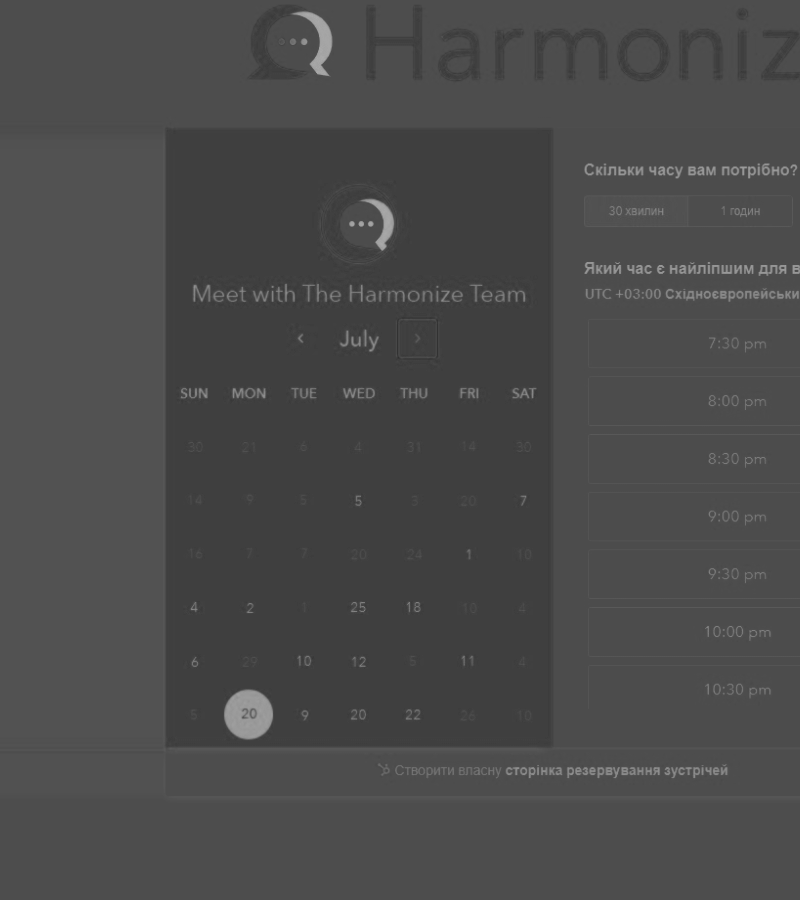 Harmoniz
Meet with The Harmonize Team
July
SUN MON TUE WED THU FRI SAT
30 21 6 4 31 14 30
14 9 5 5 3 20 7
16 7 7 20 24 1 10
4 2 1 25 18 10 4
6 29 10 12 5 11 4
5 20 9 20 22 26 10
Скільки часу вам потрібно?
30 хвилин 1 годин
Який час є найліпшим для в
UTC +03:00 Східноєвропейськи
7:30 pm
8:00 pm
8:30 pm
9:00 pm
9:30 pm
10:00 pm
10:30 pm
Створити власну сторінка резервування зустрічей